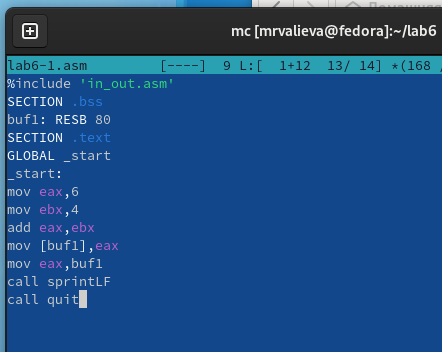 mc [mrvalieva@fedora]:~/lab6
lab6-1.asm [----] 9 L:[ 1+12 13/ 14] *(168 /
%include 'in_out.asm'
SECTION .bss
buf1: RESB 80
SECTION .text
GLOBAL _start
_start:
mov eax,6
mov ebx,4
add eax,ebx
mov [buf1],eax
mov eax,buf1
call sprintLF
call quit